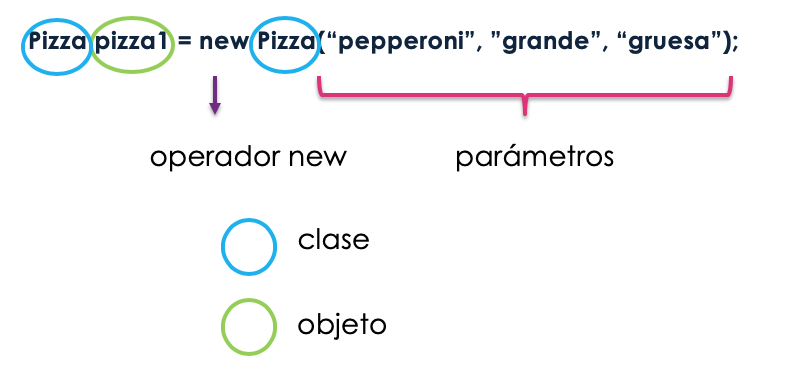 Pizza pizza1 = new Pizza(“pepperoni”, ”grande”, “gruesa”);
operador new parámetros
clase
objeto